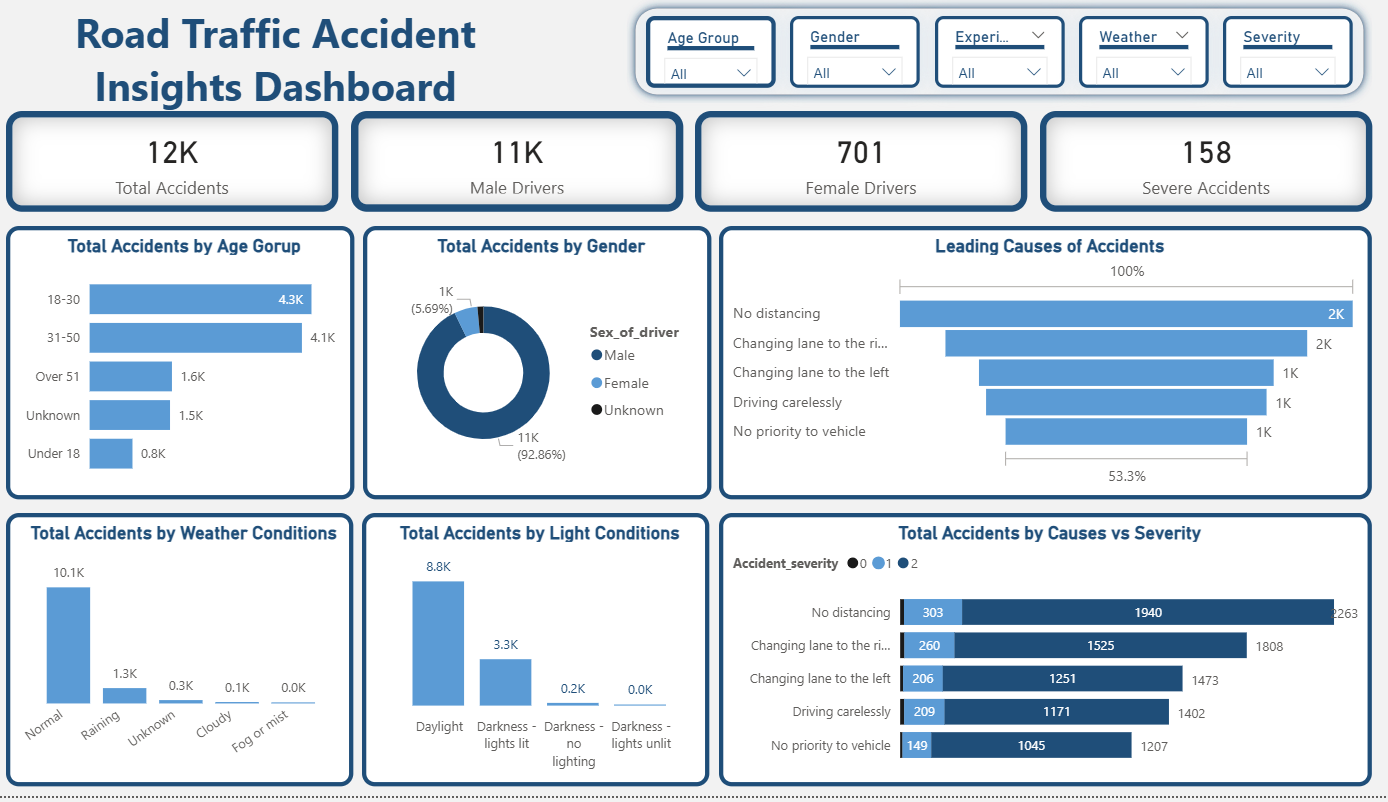 Road Traffic Accident
Insights Dashboard
Age Group
All
Gender
All
Experi...
All
Weather
All
Severity
All
12K
Total Accidents
11K
Male Drivers
701
Female Drivers
158
Severe Accidents
Total Accidents by Age Gorup
18-30
4.3K
31-50
4.1K
Over 51
1.6K
Unknown
1.5K
Under 18
0.8K
Total Accidents by Gender
1K
(5.69%)
11K
(92.86%)
Sex_of_driver
Male
Female
Unknown
Leading Causes of Accidents
100%
No distancing
2K
Changing lane to the ri...
2K
Changing lane to the left
1K
Driving carelessly
1K
No priority to vehicle
1K
53.3%
Total Accidents by Weather Conditions
10.1K
1.3K
0.3K
0.1K
0.0K
Normal
Raining
Unknown
Cloudy
Fog or mist
Total Accidents by Light Conditions
8.8K
3.3K
0.2K
0.0K
Daylight
Darkness -
lights lit
Darkness -
no
lighting
Darkness -
lights unlit
Total Accidents by Causes vs Severity
Accident_severity 0 1 2
No distancing 303 1940 2263
Changing lane to the ri... 260 1525 1808
Changing lane to the left 206 1251 1473
Driving carelessly 209 1171 1402
No priority to vehicle 149 1045 1207